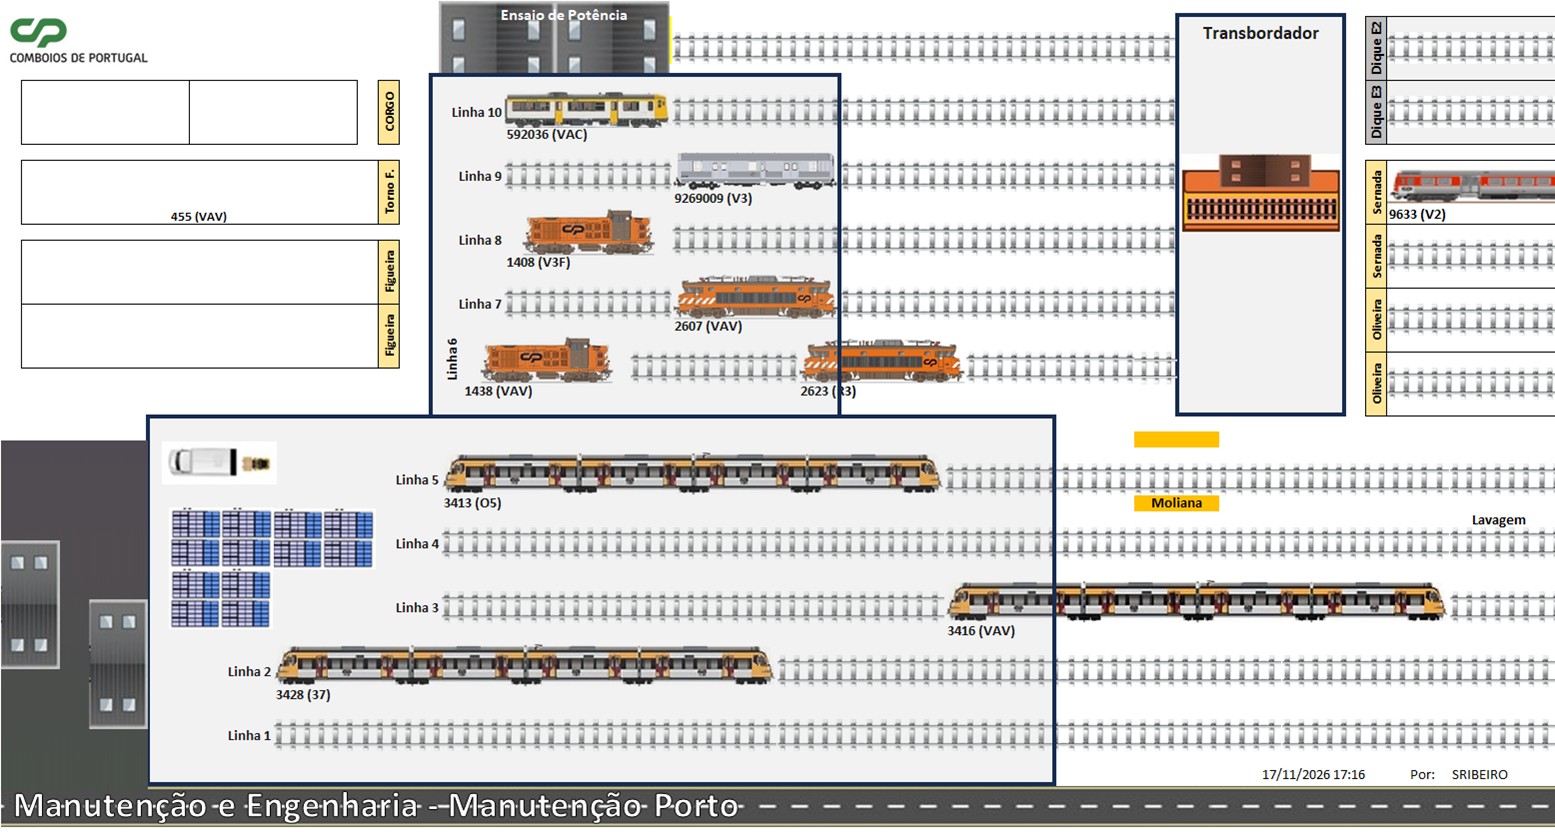 Ensaio de Potência
Transbordador
Dique E2
CP
COMBOIOS DE PORTUGAL
CORGO
Linha 10
592036 (VAC)
Dique E3
Torno F.
455 (VAV)
Linha 9
9269009 (V3)
Sernada
9633 (V2)
Figueira
Linha 8
1408 (V3F)
Sernada
Figueira
Linha 7
2607 (VAV)
Oliveira
Linha 6
1438 (VAV)
2623 (R3)
Oliveira
Linha 5
3413 (O5)
Moliana
Lavagem
Linha 4
Linha 3
3416 (VAV)
Linha 2
3428 (37)
Linha 1
17/11/2026 17:16 Por: SRIBEIRO
Manutenção e Engenharia - Manutenção Porto